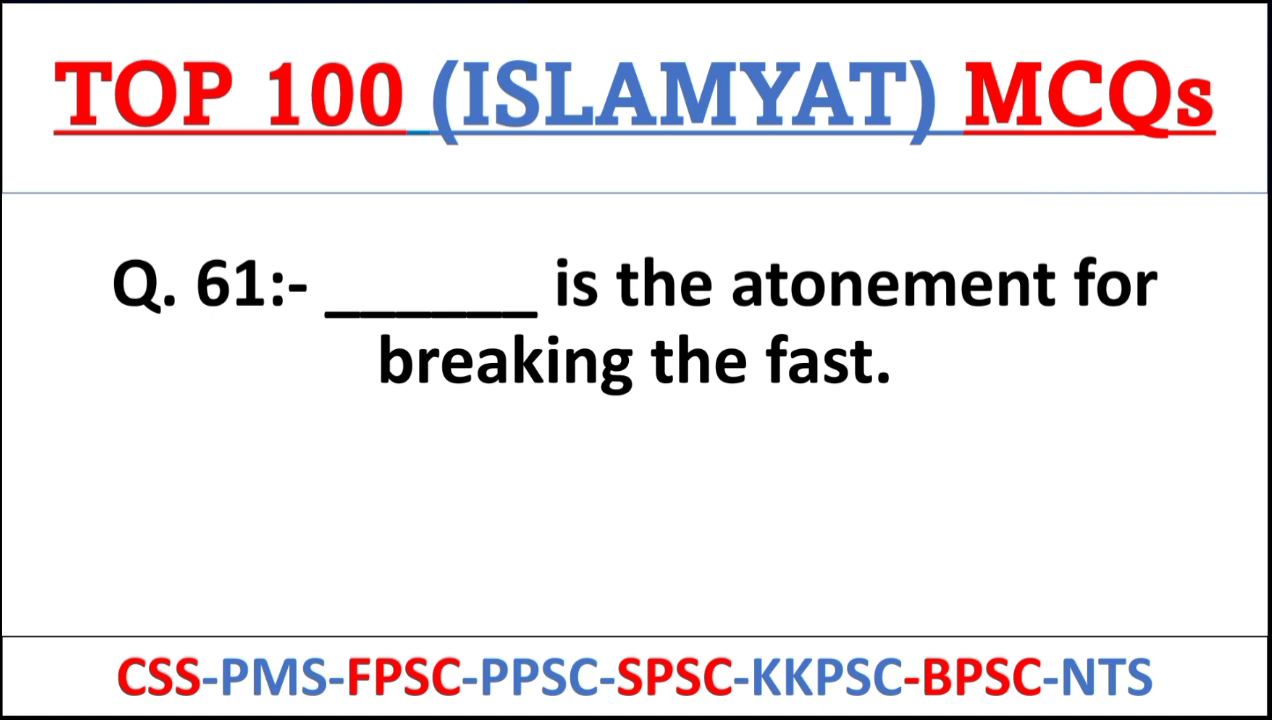 TOP 100 (ISLAMYAT) MCQs
Q. 61:- ______ is the atonement for
breaking the fast.
CSS-PMS-FPSC-PPSC-SPSC-KKPSC-BPSC-NTS